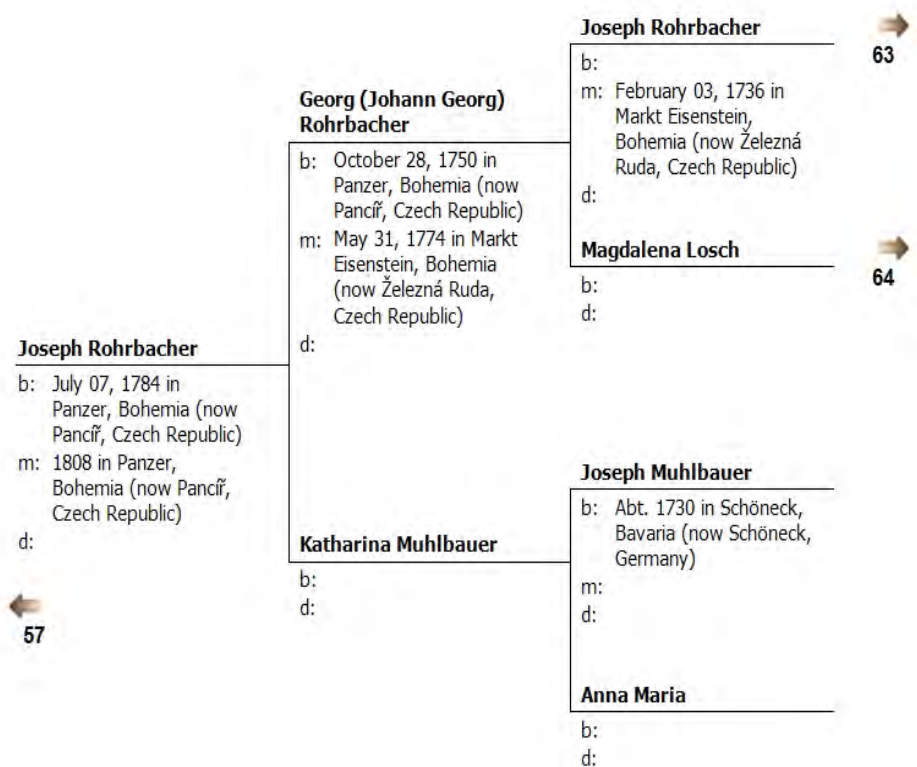 Joseph Rohrbacher
b:
m: February 03, 1736 in
Markt Eisenstein,
Bohemia (now Železná
Ruda, Czech Republic)
d:
63
Georg (Johann Georg)
Rohrbacher
b: October 28, 1750 in
Panzer, Bohemia (now
Pancíř, Czech Republic)
m: May 31, 1774 in Markt
Eisenstein, Bohemia
(now Železná Ruda,
Czech Republic)
d:
Magdalena Losch
b:
d:
64
Joseph Rohrbacher
b: July 07, 1784 in
Panzer, Bohemia (now
Pancíř, Czech Republic)
m: 1808 in Panzer,
Bohemia (now Pancíř,
Czech Republic)
d:
57
Joseph Muhlbauer
b: Abt. 1730 in Schöneck,
Bavaria (now Schöneck,
Germany)
m:
d:
Katharina Muhlbauer
b:
d:
Anna Maria
b:
d: